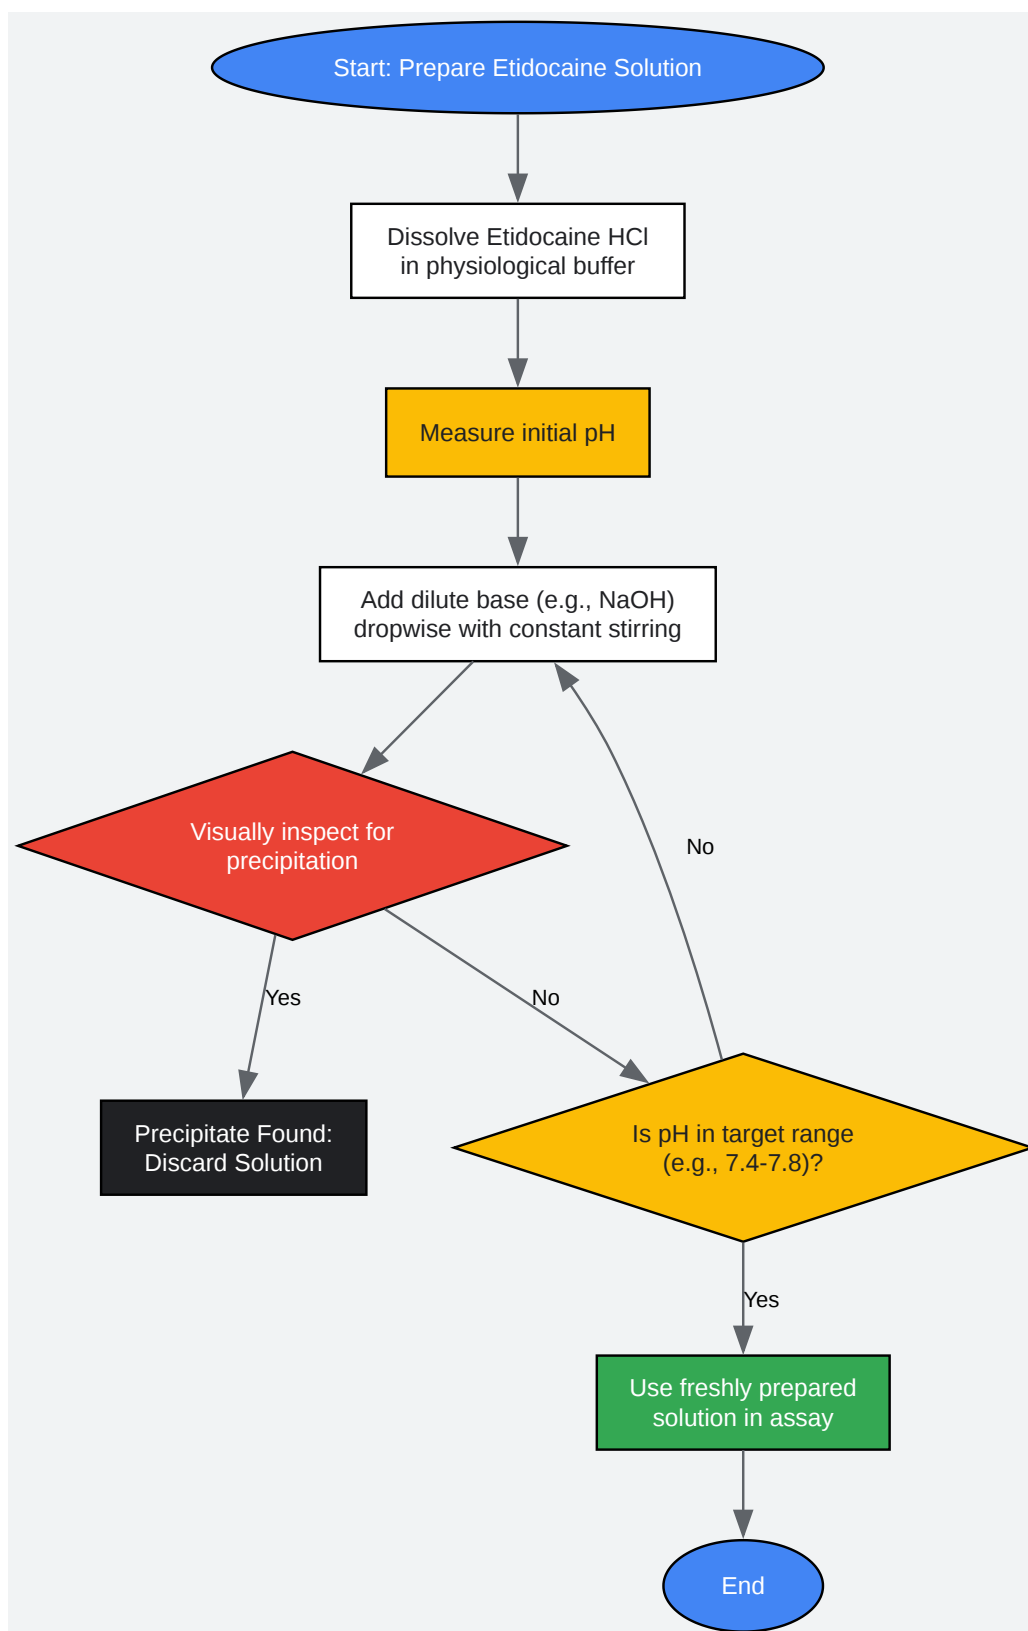 Start: Prepare Etidocaine Solution
Dissolve Etidocaine HCl
in physiological buffer
Measure initial pH
Add dilute base (e.g., NaOH)
dropwise with constant stirring
Visually inspect for
precipitation
No
Yes
No
Precipitate Found:
Discard Solution
Is pH in target range
(e.g., 7.4-7.8)?
Yes
Use freshly prepared
solution in assay
End